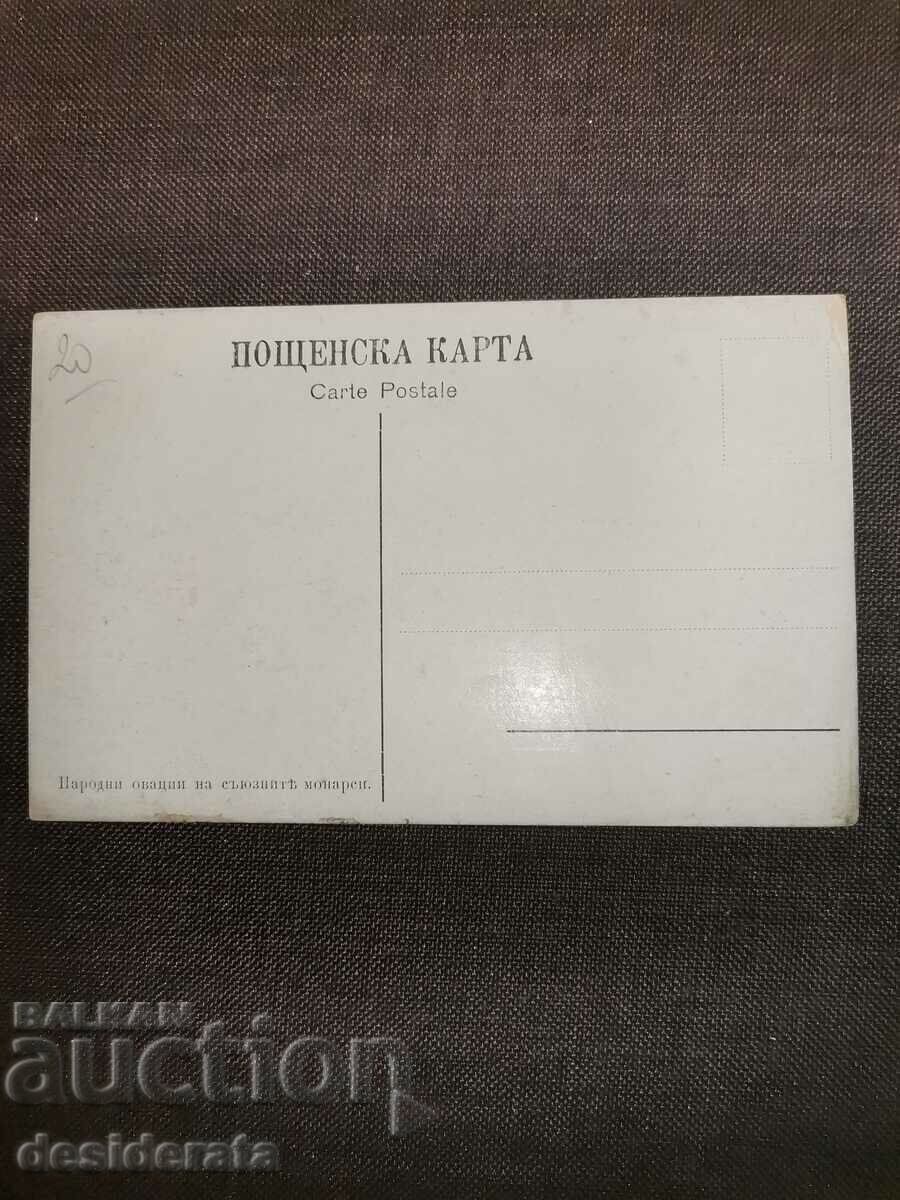 20
ПОЩЕНСКА КАРТА
Carte Postale
Народни овации на съюзнитѣ монарси.
BALKAN
auction
desiderata